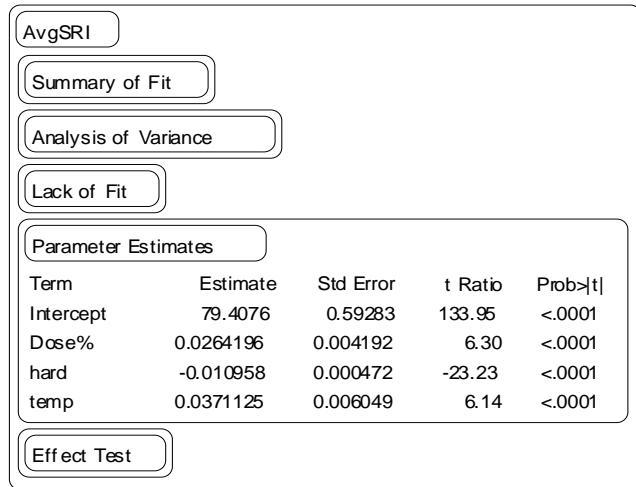 AvgSRI
Summary of Fit
Analysis of Variance
Lack of Fit
Parameter Estimates
Term Estimate Std Error t Ratio Prob>|t|
Intercept 79.4076 0.59283 133.95 <.0001
Dose% 0.0264196 0.004192 6.30 <.0001
hard -0.010958 0.000472 -23.23 <.0001
temp 0.0371125 0.006049 6.14 <.0001
Effect Test